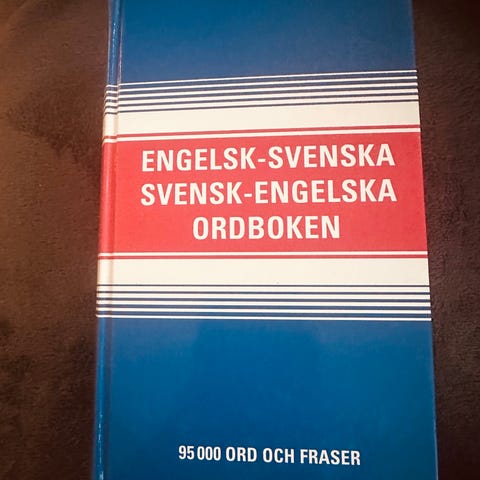 ENGELSK-SVENSKA
SVENSK-ENGELSKA
ORDBOKEN
95 000 ORD OCH FRASER